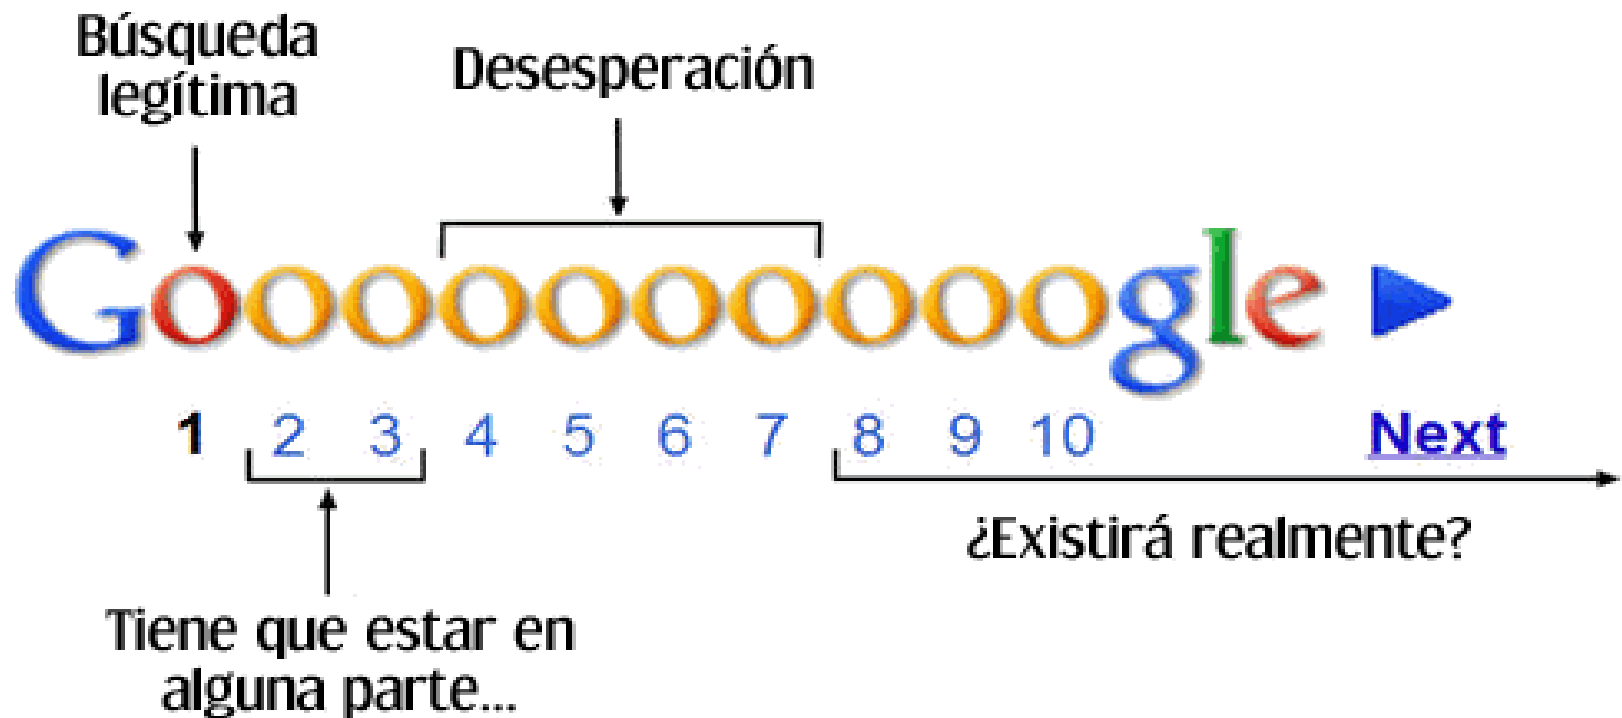 Búsqueda
legítima
Desesperación
Goooooooooogle
1 2 3 4 5 6 7 8 9 10 Next
¿Existirá realmente?
Tiene que estar en
alguna parte...